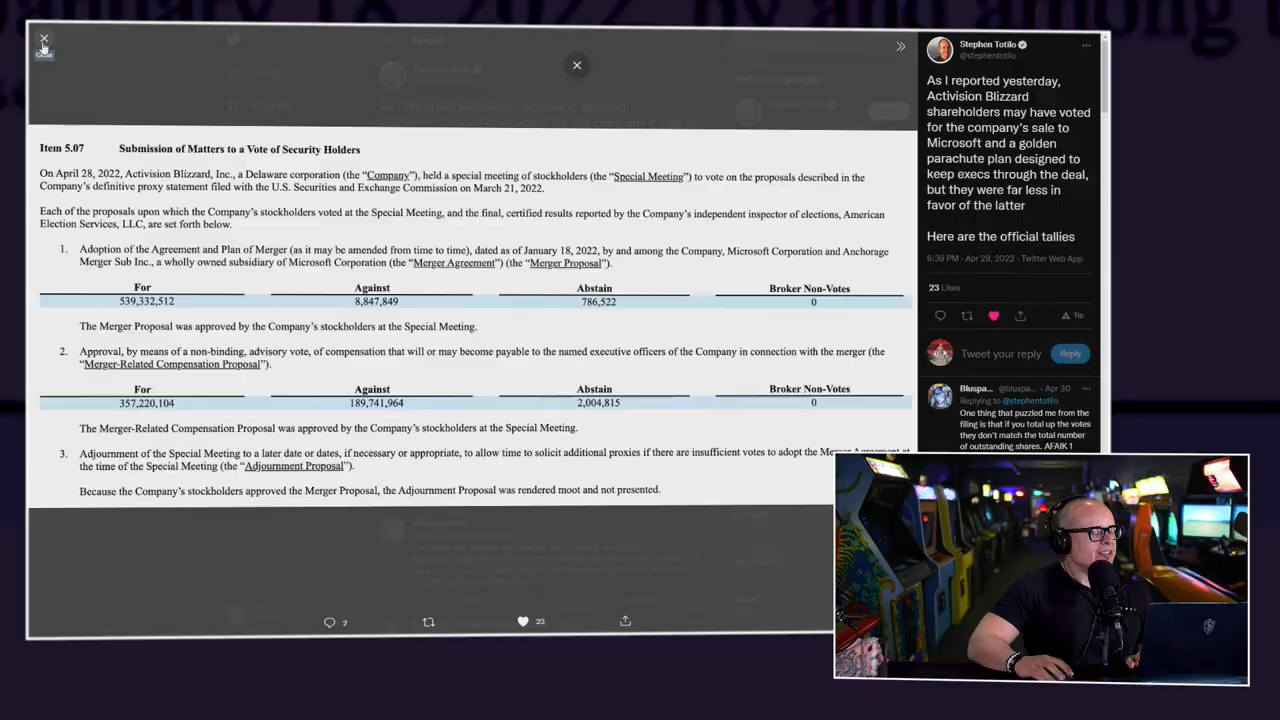 January 18, 2022, by and among t
Close
Item 5.07 Submission of Matters to a Vote of Security Holders
On April 28, 2022, Activision Blizzard, Inc., a Delaware corporation (the “Company”), held a special meeting of stockholders (the “Special Meeting”) to vote on the proposals described in the
Company’s definitive proxy statement filed with the U.S. Securities and Exchange Commission on March 21, 2022.
Each of the proposals upon which the Company’s stockholders voted at the Special Meeting, and the final, certified results reported by the Company’s independent inspector of elections, American
Election Services, LLC, are set forth below.
1. Adoption of the Agreement and Plan of Merger (as it may be amended from time to time), dated as of January 18, 2022, by and among the Company, Microsoft Corporation and Anchorage
Merger Sub Inc., a wholly owned subsidiary of Microsoft Corporation (the “Merger Agreement”) (the “Merger Proposal”).
For Against Abstain Broker Non-Votes
539,332,512 8,847,849 786,522 0
The Merger Proposal was approved by the Company’s stockholders at the Special Meeting.
2. Approval, by means of a non-binding, advisory vote, of compensation that will or may become payable to the named executive officers of the Company in connection with the merger (the
“Merger-Related Compensation Proposal”).
For Against Abstain Broker Non-Votes
357,220,104 189,741,964 2,004,815 0
The Merger-Related Compensation Proposal was approved by the Company’s stockholders at the Special Meeting.
3. Adjournment of the Special Meeting to a later date or dates, if necessary or appropriate, to allow time to solicit additional proxies if there are insufficient votes to adopt the Merger Agreement at
the time of the Special Meeting (the “Adjournment Proposal”).
Because the Company’s stockholders approved the Merger Proposal, the Adjournment Proposal was rendered moot and not presented.
2 23
Stephen Totilo
@stephentotilo
As I reported yesterday,
Activision Blizzard
shareholders may have voted
for the company's sale to
Microsoft and a golden
parachute plan designed to
keep execs through the deal,
but they were far less in
favor of the latter
Here are the official tallies
6:39 PM · Apr 29, 2022 · Twitter Web App
23 Likes
Tip
Tweet your reply Reply
Bluspa... @bluspa... · Apr 30
Replying to @stephentotilo
One thing that puzzled me from the
filing is that if you total up the votes
they don't match the total number
of outstanding shares. AFAIK 1